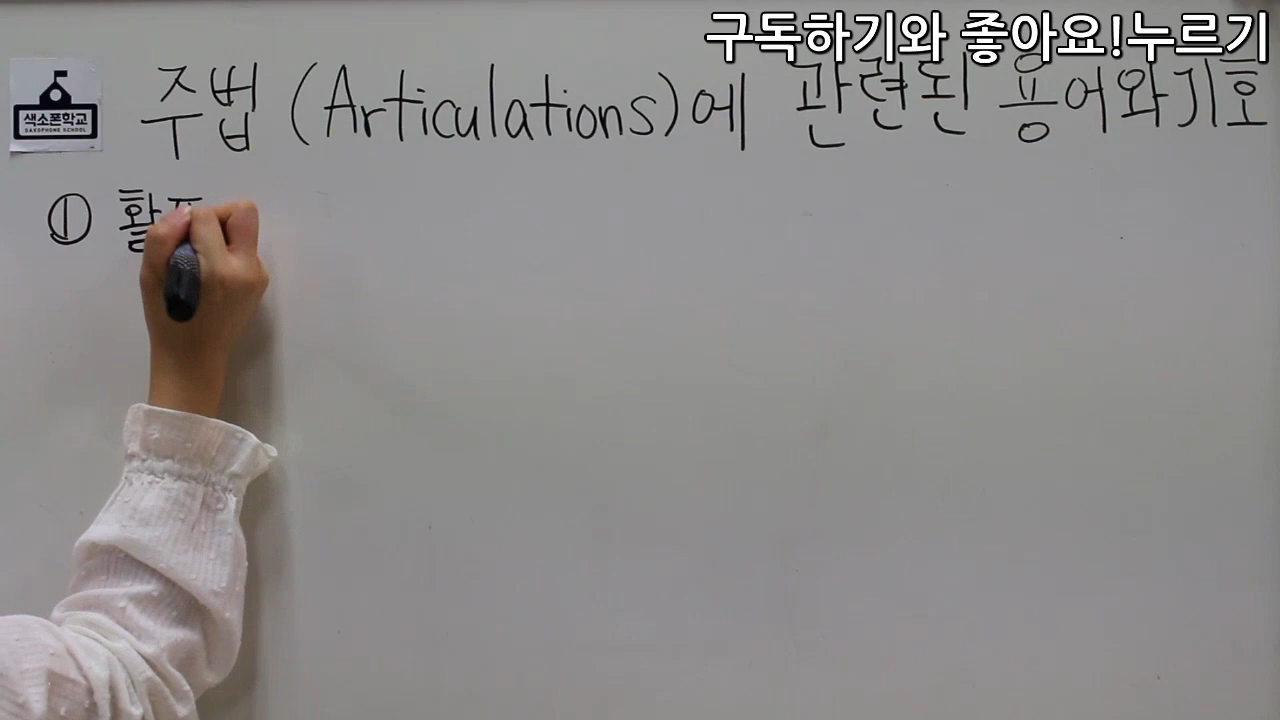 구독하기와 좋아요!누르기
주법 (Articulations)에 관련된 용어와기호
색소폰학교
SAXOPHONE SCHOOL
① 활